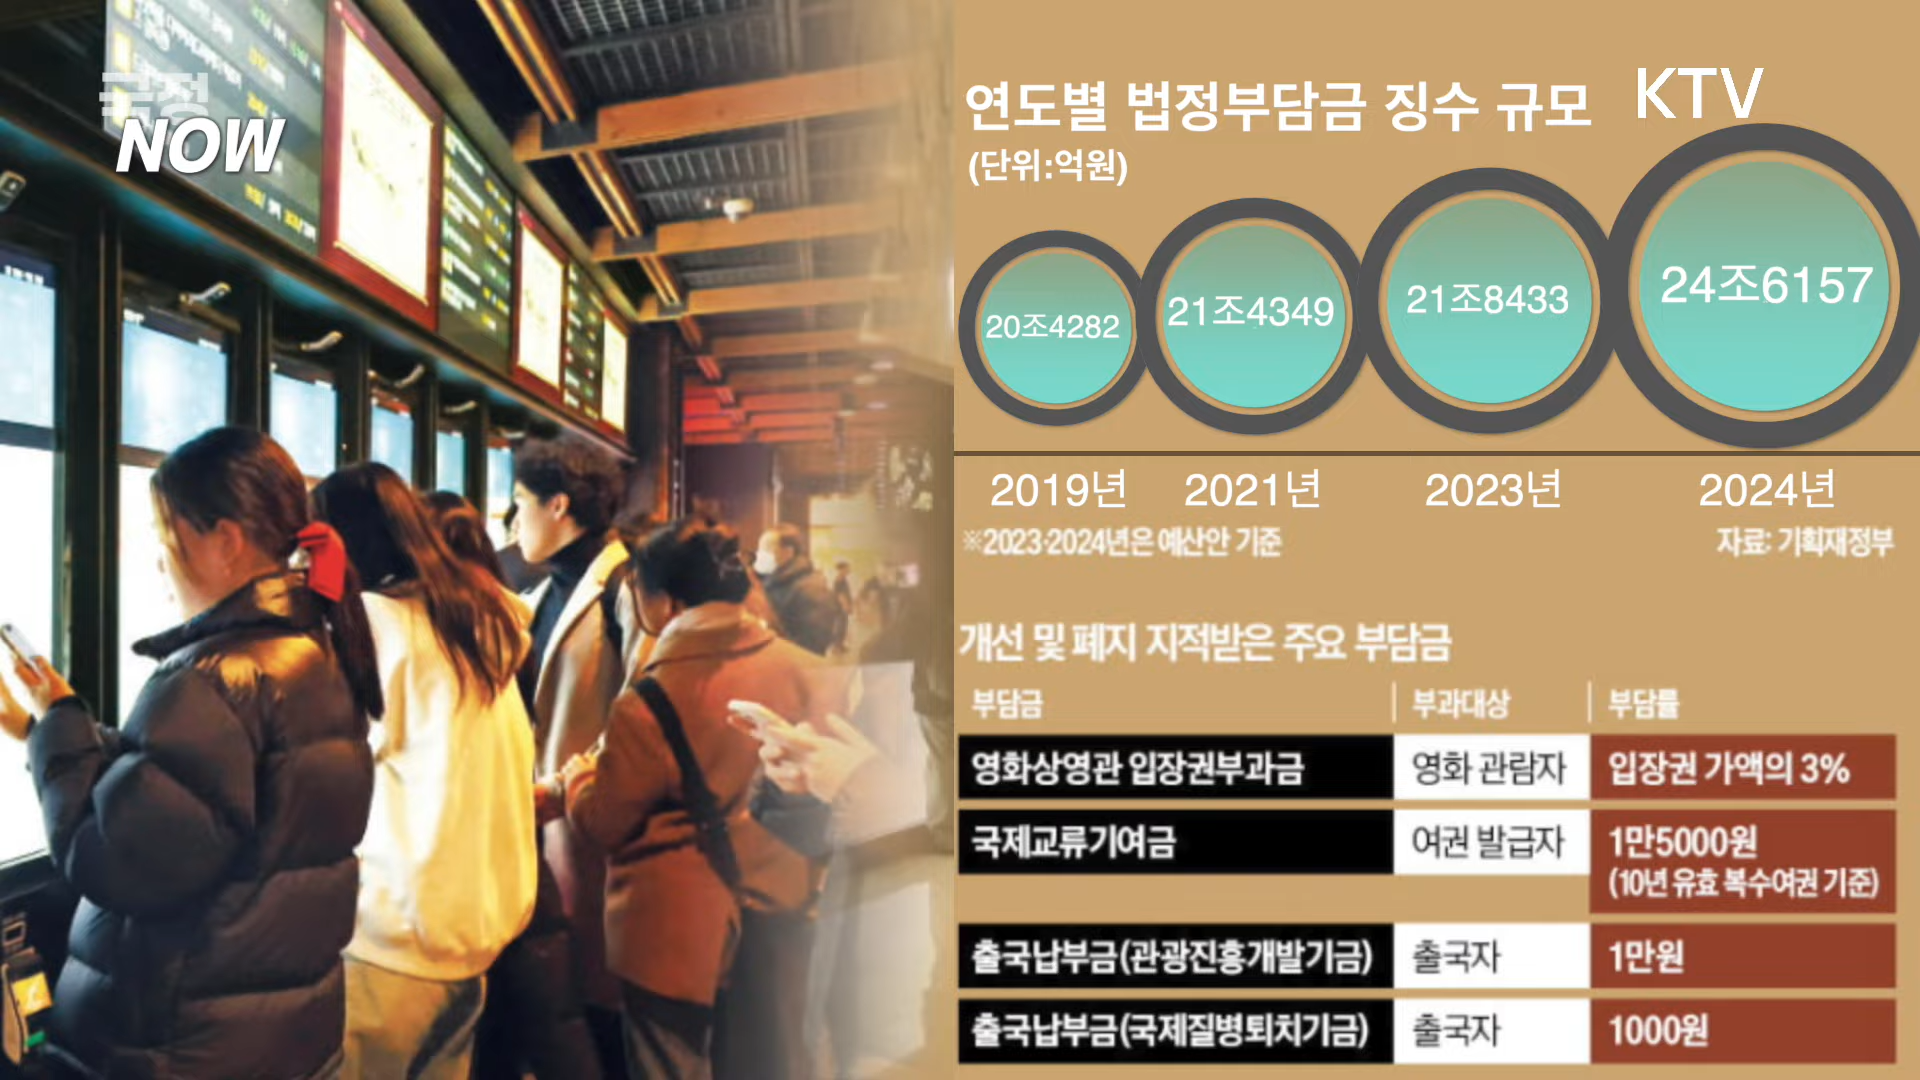 국정
NOW
KTV
연도별 법정부담금 징수 규모
(단위:억원)
20조4282
21조4349
21조8433
24조6157
2019년
2021년
2023년
2024년
※2023·2024년은 예산안 기준
자료: 기획재정부
개선 및 폐지 지적받은 주요 부담금
부담금 부과대상 부담률
영화상영관 입장권부과금 영화 관람자 입장권 가액의 3%
국제교류기여금 여권 발급자 1만5000원
(10년 유효 복수여권 기준)
출국납부금(관광진흥개발기금) 출국자 1만원
출국납부금(국제질병퇴치기금) 출국자 1000원